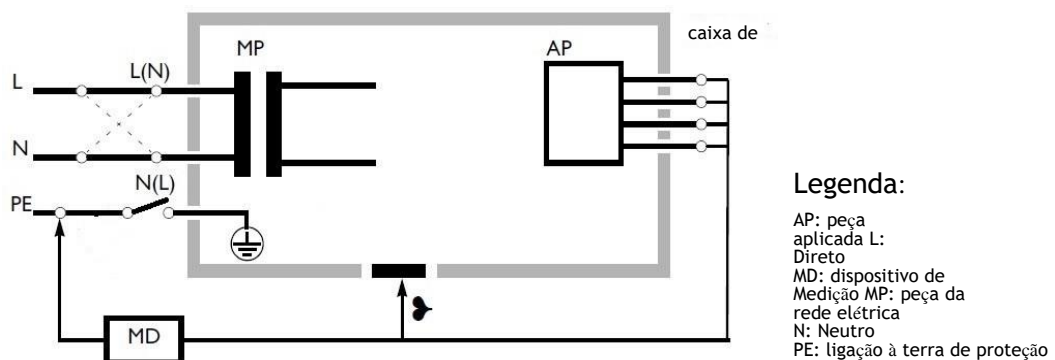 caixa de
MP
AP
L(N)
L
N
N(L)
PE
MD
Legenda:
AP: peça
aplicada L:
Direto
MD: dispositivo de
Medição MP: peça da
rede elétrica
N: Neutro
PE: ligação à terra de proteção